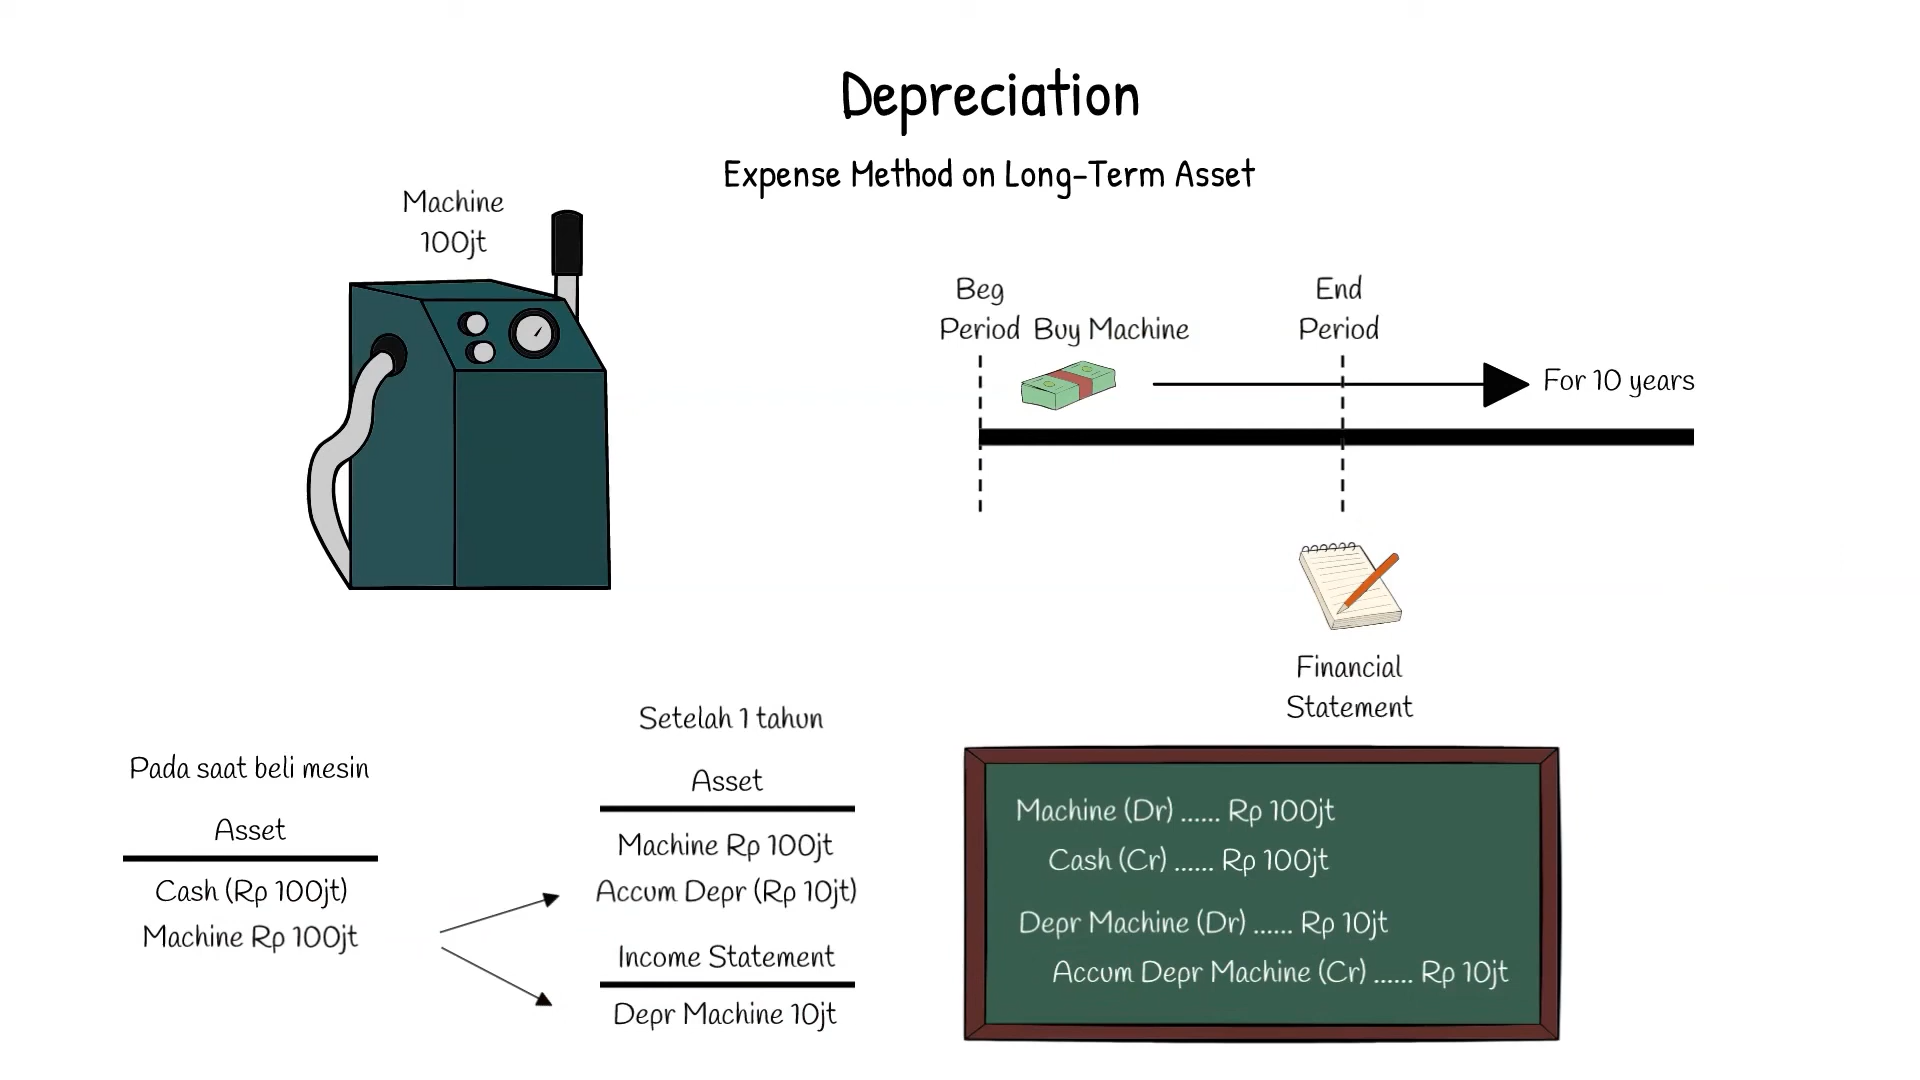 Depreciation
Expense Method on Long-Term Asset
Machine
100jt
Beg
Period
Buy Machine
End
Period
For 10 years
Financial
Statement
Pada saat beli mesin
Asset
Cash (Rp 100jt)
Machine Rp 100jt
Setelah 1 tahun
Asset
Machine Rp 100jt
Accum Depr (Rp 10jt)
Income Statement
Depr Machine 10jt
Machine (Dr) ...... Rp 100jt
Cash (Cr) ...... Rp 100jt
Depr Machine (Dr) ...... Rp 10jt
Accum Depr Machine (Cr) ...... Rp 10jt